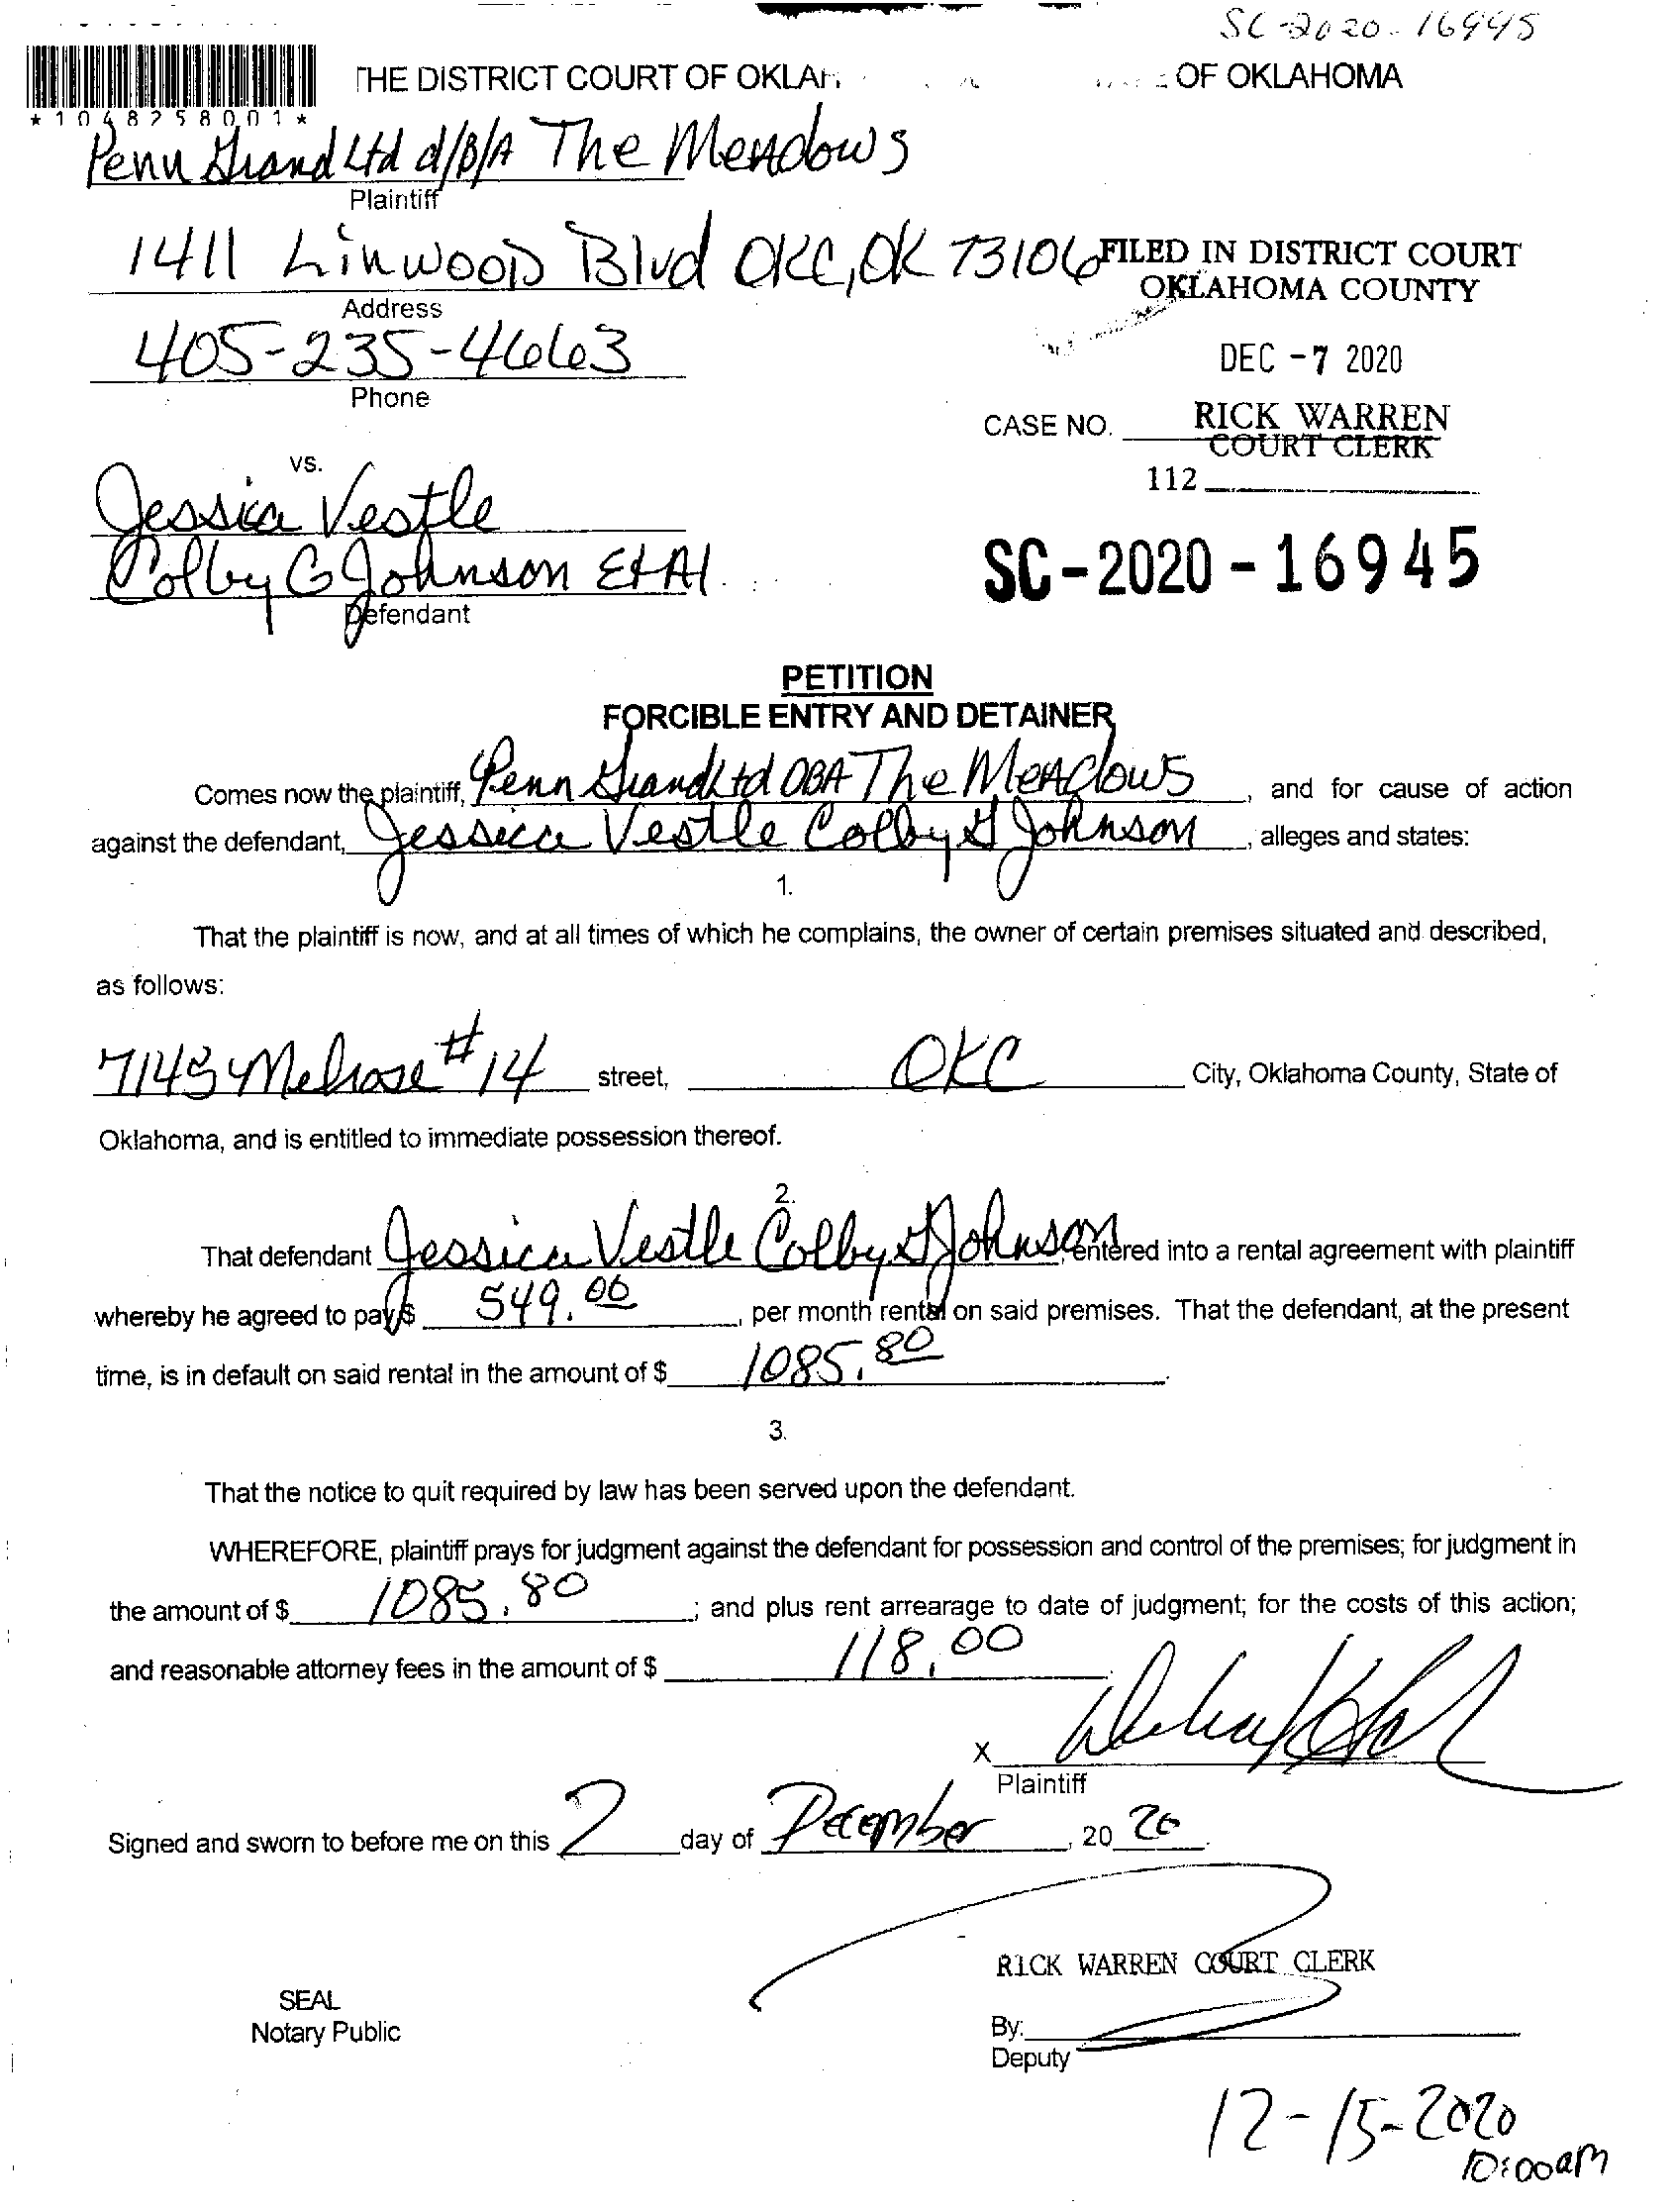 SC-2020-16945
THE DISTRICT COURT OF OKLAH OF OKLAHOMA
*1048258001*
Penn Grand Ltd d/B/A The Meadows
Plaintiff
1411 Linwood Blvd OKC, OK 73106
FILED IN DISTRICT COURT
OKLAHOMA COUNTY
Address
405-235-4663
DEC -7 2020
Phone
CASE NO. RICK WARREN
COURT CLERK
vs.
112
Jessica Vestle
Colby G Johnson Et Al.
SC-2020-16945
Defendant
PETITION
FORCIBLE ENTRY AND DETAINER
Comes now the plaintiff, Penn Grand Ltd DBA The Meadows, and for cause of action
against the defendant, Jessica Vestle Colby G Johnson, alleges and states:
1.
That the plaintiff is now, and at all times of which he complains, the owner of certain premises situated and described,
as follows:
Melrose #14 street, OKC City, Oklahoma County, State of
Oklahoma, and is entitled to immediate possession thereof.
2.
That defendant Jessica Vestle Colby G Johnson, entered into a rental agreement with plaintiff
whereby he agreed to pay $ 549.00, per month rental on said premises. That the defendant, at the present
time, is in default on said rental in the amount of $ 1085.80.
3.
That the notice to quit required by law has been served upon the defendant.
WHEREFORE, plaintiff prays for judgment against the defendant for possession and control of the premises; for judgment in
the amount of $ 1085.80; and plus rent arrearage to date of judgment; for the costs of this action;
and reasonable attorney fees in the amount of $ 118.00
X
Plaintiff
Signed and sworn to before me on this day of December, 20 20.
RICK WARREN COURT CLERK
SEAL
Notary Public
By:
Deputy
12-15-2020
10:00am